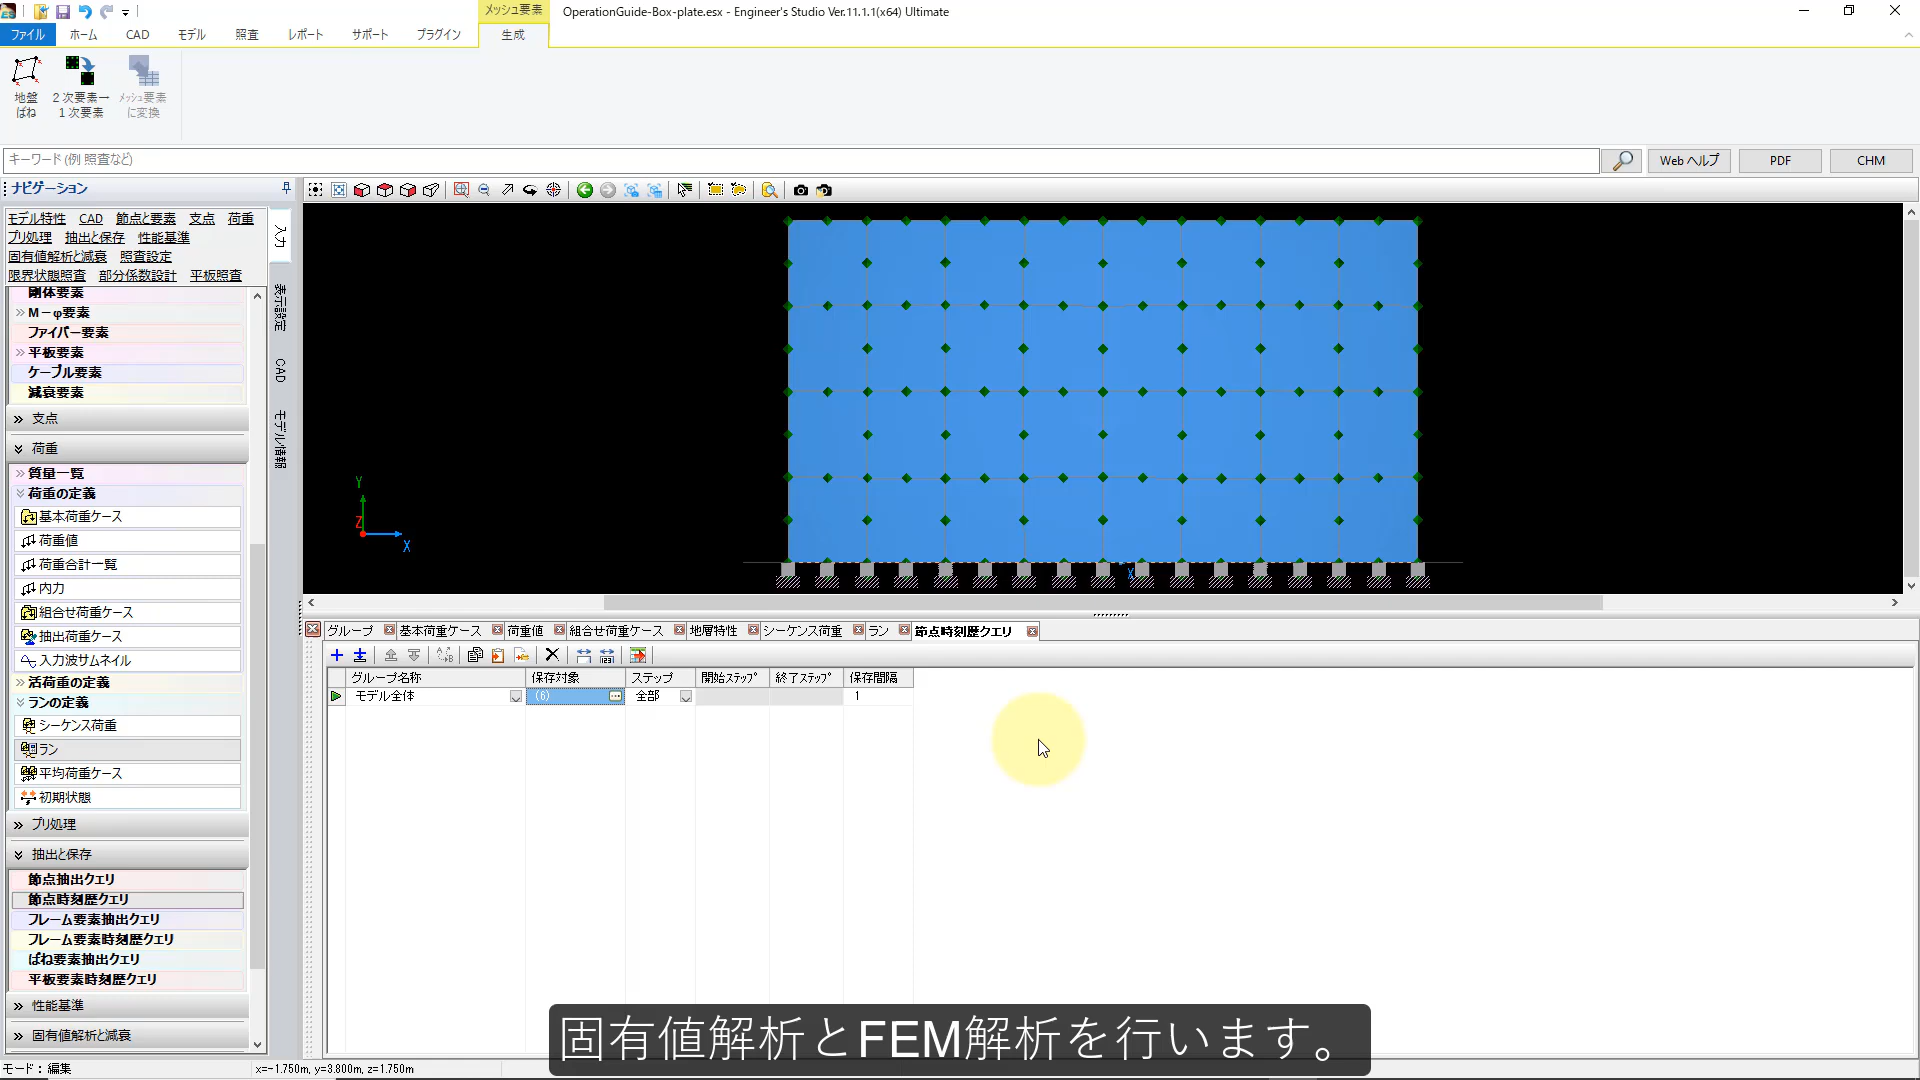 メッシュ要素
OperationGuide-Box-plate.esx - Engineer's Studio Ver.11.1.1(x64) Ultimate
ファイル ホーム CAD モデル 照査 レポート サポート プラグイン 生成
地盤 ２次要素→ メッシュ要素
ばね １次要素 に変換
キーワード (例 照査など)
Web ヘルプ PDF CHM
ナビゲーション
モデル特性 CAD 節点と要素 支点 荷重
プリ処理 抽出と保存 性能基準
固有値解析と減衰 照査設定
限界状態照査 部分係数設計 平板照査
入力
表示設定
CAD
モデル情報
剛体要素
M－φ要素
ファイバー要素
平板要素
ケーブル要素
減衰要素
支点
荷重
質量一覧
荷重の定義
基本荷重ケース
荷重値
荷重合計一覧
内力
組合せ荷重ケース
抽出荷重ケース
入力波サムネイル
活荷重の定義
ランの定義
シーケンス荷重
ラン
平均荷重ケース
初期状態
プリ処理
抽出と保存
節点抽出クエリ
節点時刻歴クエリ
フレーム要素抽出クエリ
フレーム要素時刻歴クエリ
ばね要素抽出クエリ
平板要素時刻歴クエリ
性能基準
固有値解析と減衰
Y
Z
X
X
グループ 基本荷重ケース 荷重値 組合せ荷重ケース 地層特性 シーケンス荷重 ラン 節点時刻歴クエリ
グループ名称 保存対象 ステップ 開始ステップ 終了ステップ 保存間隔
モデル全体 (6) 全部 1
固有値解析とFEM解析を行います。
モード：編集 x=-1.750m, y=3.800m, z=1.750m